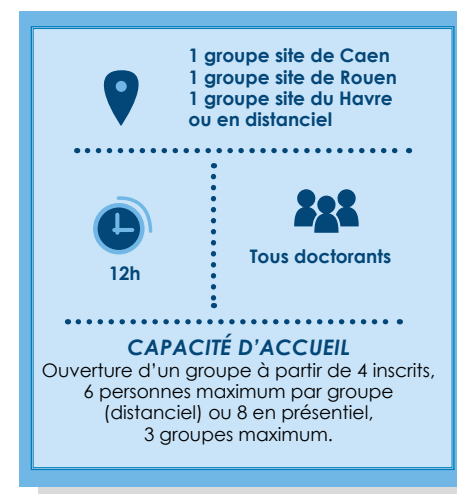 1 groupe site de Caen
1 groupe site de Rouen
1 groupe site du Havre
ou en distanciel
12h
Tous doctorants
CAPACITÉ D’ACCUEIL
Ouverture d’un groupe à partir de 4 inscrits,
6 personnes maximum par groupe
(distanciel) ou 8 en présentiel,
3 groupes maximum.